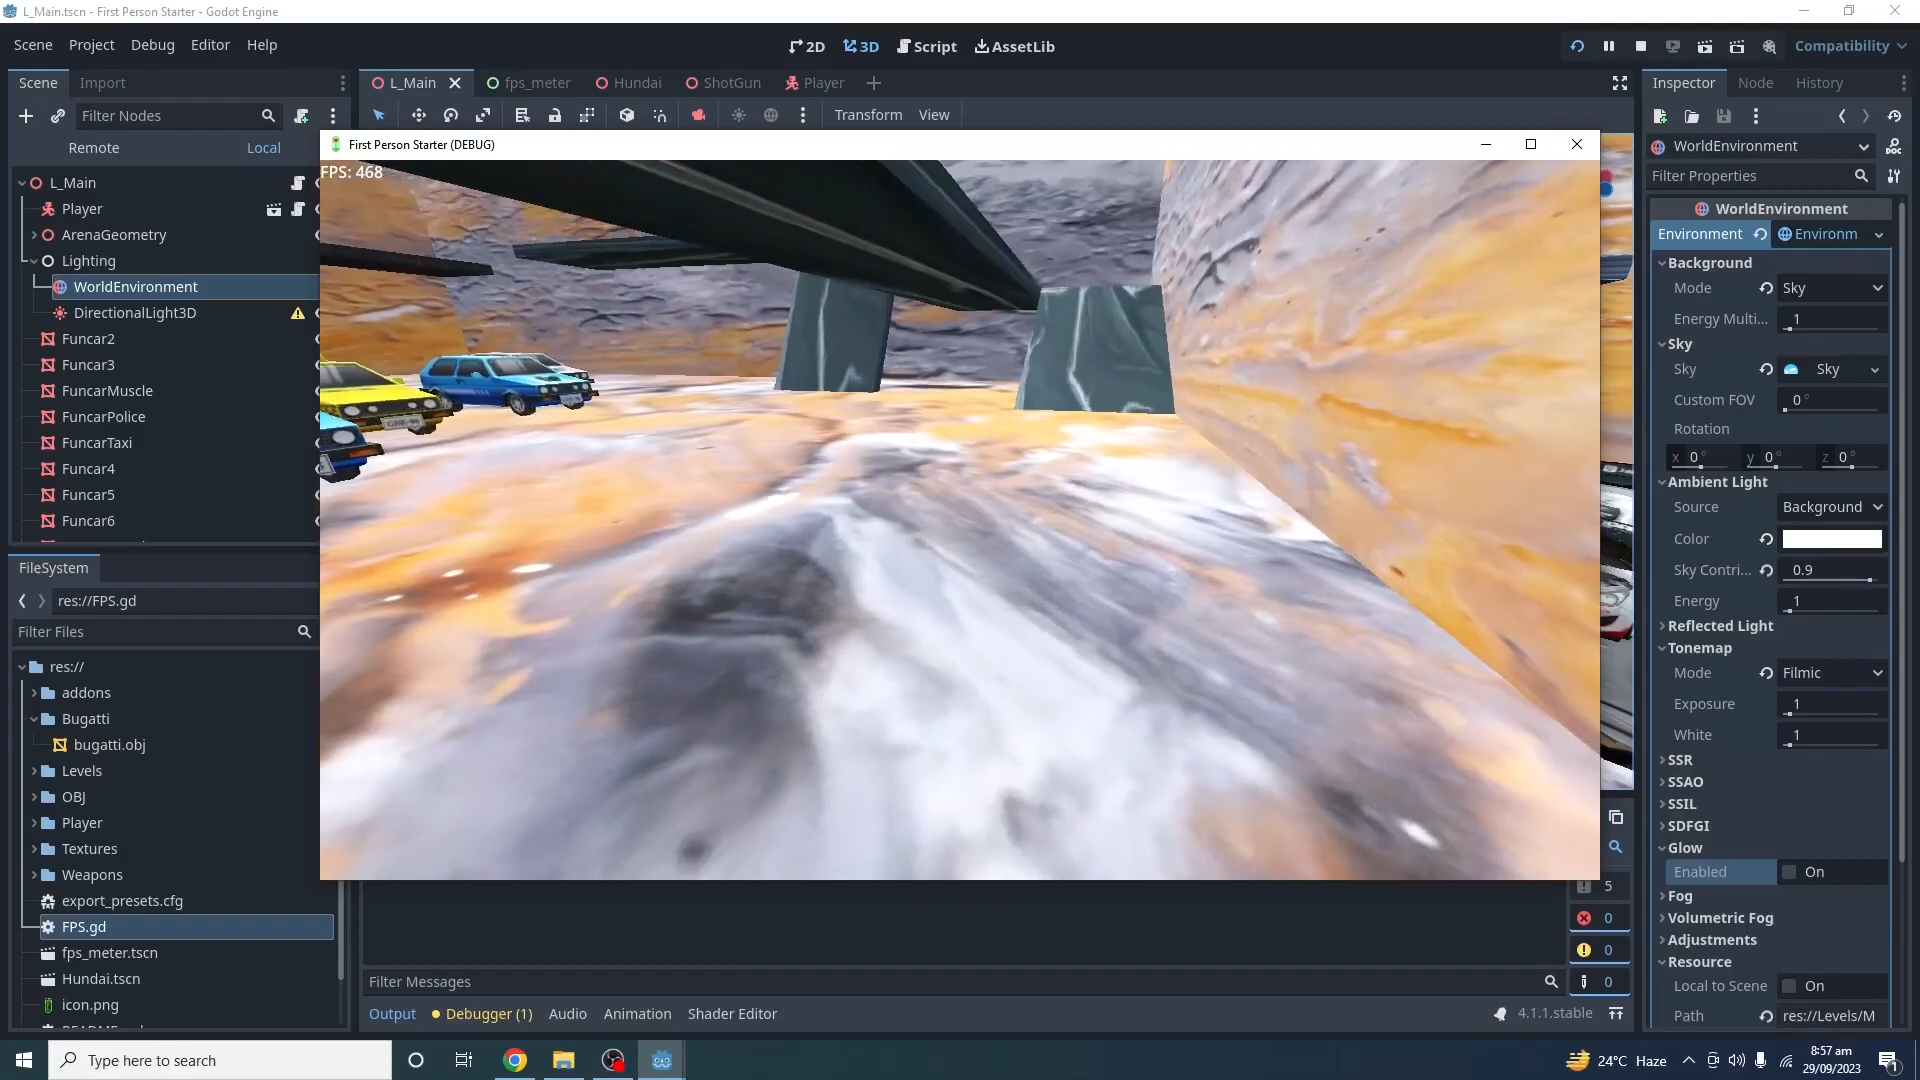 L_Main.tscn - First Person Starter - Godot Engine
Scene Project Debug Editor Help
2D 3D Script AssetLib
Compatibility
Scene Import
L_Main fps_meter Hundai ShotGun Player
Inspector Node History
Filter Nodes
Transform View
Remote Local
First Person Starter (DEBUG)
FPS: 468
L_Main
Player
ArenaGeometry
Lighting
WorldEnvironment
DirectionalLight3D
Funcar2
Funcar3
FuncarMuscle
FuncarPolice
FuncarTaxi
Funcar4
Funcar5
Funcar6
FileSystem
res://FPS.gd
Filter Files
res://
addons
Bugatti
bugatti.obj
Levels
OBJ
Player
Textures
Weapons
export_presets.cfg
FPS.gd
fps_meter.tscn
Hundai.tscn
icon.png
WorldEnvironment
Filter Properties
WorldEnvironment
Environment Environm
Background
Mode Sky
Energy Multi... 1
Sky
Sky Sky
Custom FOV 0 °
Rotation
x 0 ° y 0 ° z 0 °
Ambient Light
Source Background
Color
Sky Contri... 0.9
Energy 1
Reflected Light
Tonemap
Mode Filmic
Exposure 1
White 1
SSR
SSAO
SSIL
SDFGI
Glow
Enabled On
Fog
Volumetric Fog
Adjustments
Resource
Local to Scene On
Path res://Levels/M
5
0
0
0
Filter Messages
Output Debugger (1) Audio Animation Shader Editor
4.1.1.stable
Type here to search
24°C Haze
8:57 am
29/09/2023
1